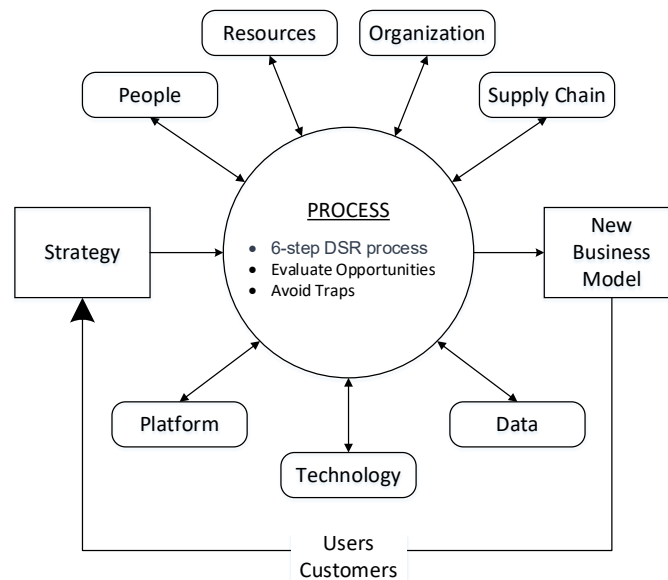 Resources
Organization
People
Supply Chain
PROCESS
• 6-step DSR process
• Evaluate Opportunities
• Avoid Traps
Strategy
New
Business
Model
Platform
Data
Technology
Users
Customers